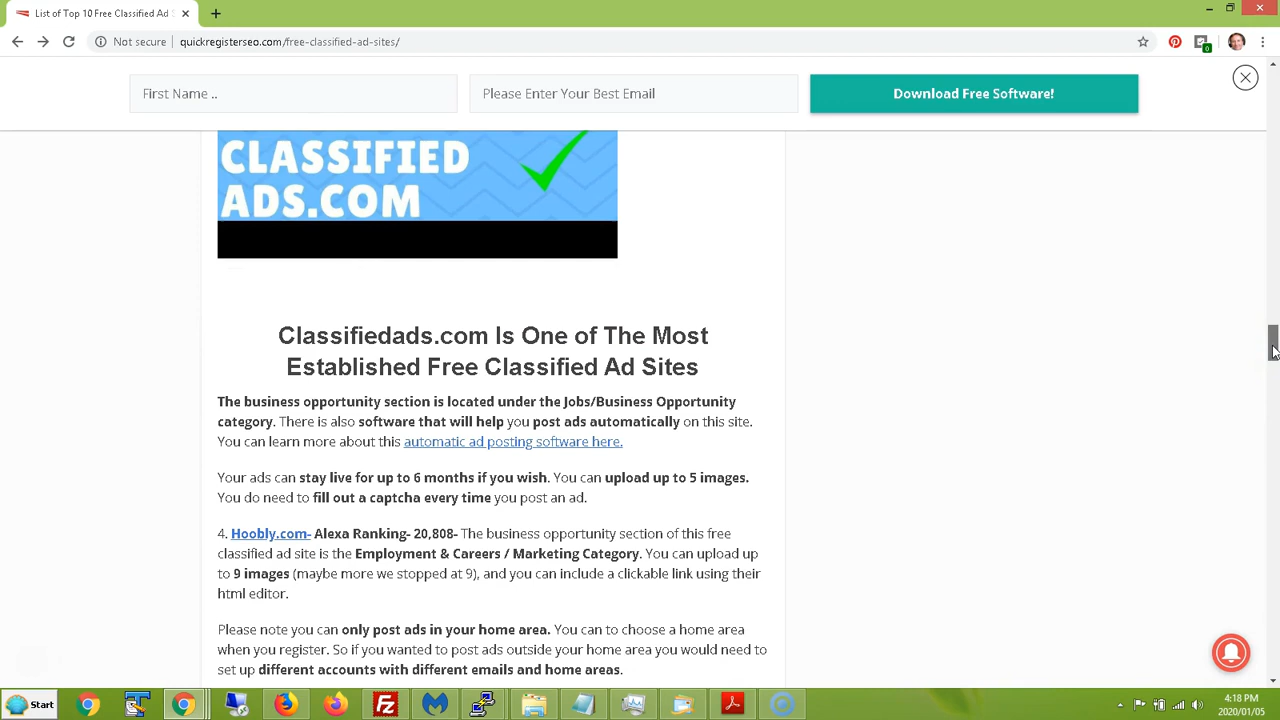 List of Top 10 Free Classified Ad S
Not secure
quickregisterseo.com/free-classified-ad-sites/
0
First Name ..
Please Enter Your Best Email
Download Free Software!
CLASSIFIED
ADS.COM
Classifiedads.com Is One of The Most
Established Free Classified Ad Sites
The business opportunity section is located under the Jobs/Business Opportunity
category. There is also software that will help you post ads automatically on this site.
You can learn more about this automatic ad posting software here.
Your ads can stay live for up to 6 months if you wish. You can upload up to 5 images.
You do need to fill out a captcha every time you post an ad.
4. Hoobly.com- Alexa Ranking- 20,808- The business opportunity section of this free
classified ad site is the Employment & Careers / Marketing Category. You can upload up
to 9 images (maybe more we stopped at 9), and you can include a clickable link using their
html editor.
Please note you can only post ads in your home area. You can to choose a home area
when you register. So if you wanted to post ads outside your home area you would need to
set up different accounts with different emails and home areas.
Start
4:18 PM
2020/01/05